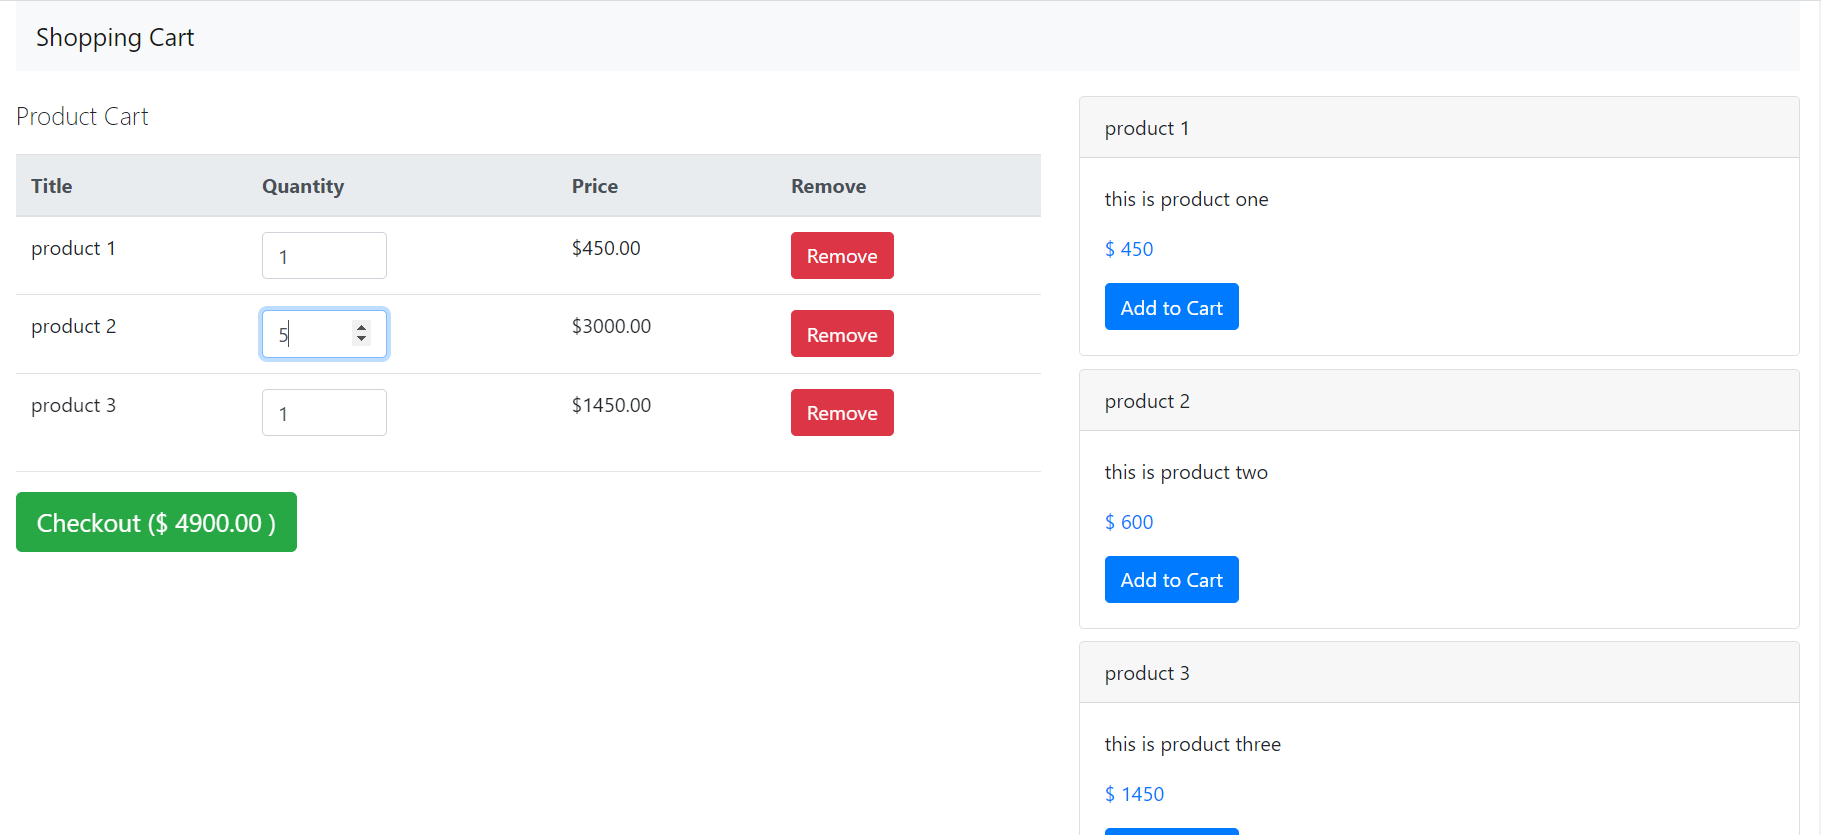 Shopping Cart
Product Cart
Title Quantity Price Remove
product 1 1 $450.00 Remove
product 2 5 $3000.00 Remove
product 3 1 $1450.00 Remove
Checkout ($ 4900.00 )
product 1
this is product one
$ 450
Add to Cart
product 2
this is product two
$ 600
Add to Cart
product 3
this is product three
$ 1450